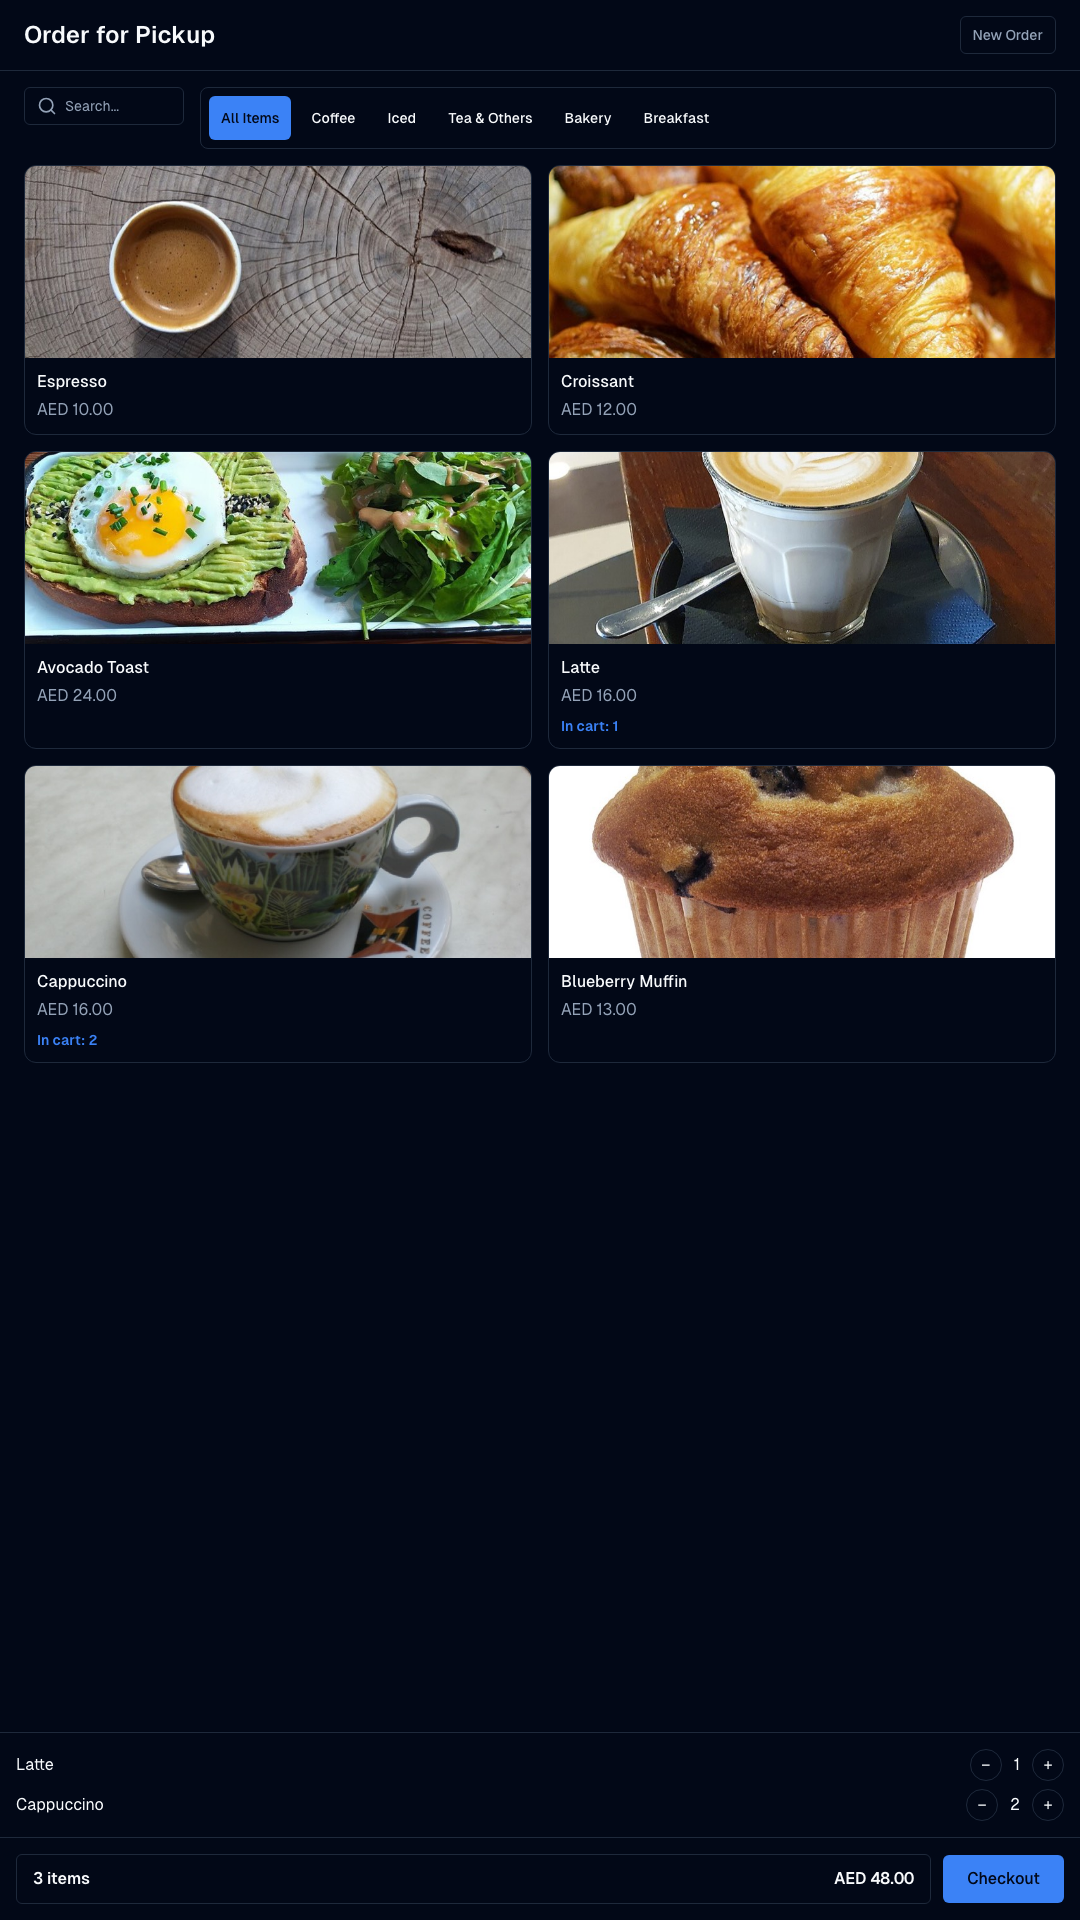 Order for Pickup
New Order
Search...
All Items
Coffee
Iced
Tea & Others
Bakery
Breakfast
Espresso
AED 10.00
Croissant
AED 12.00
Avocado Toast
AED 24.00
Latte
AED 16.00
In cart: 1
COFFEE
Cappuccino
AED 16.00
In cart: 2
Blueberry Muffin
AED 13.00
Latte
− 1 +
Cappuccino
− 2 +
3 items
AED 48.00
Checkout